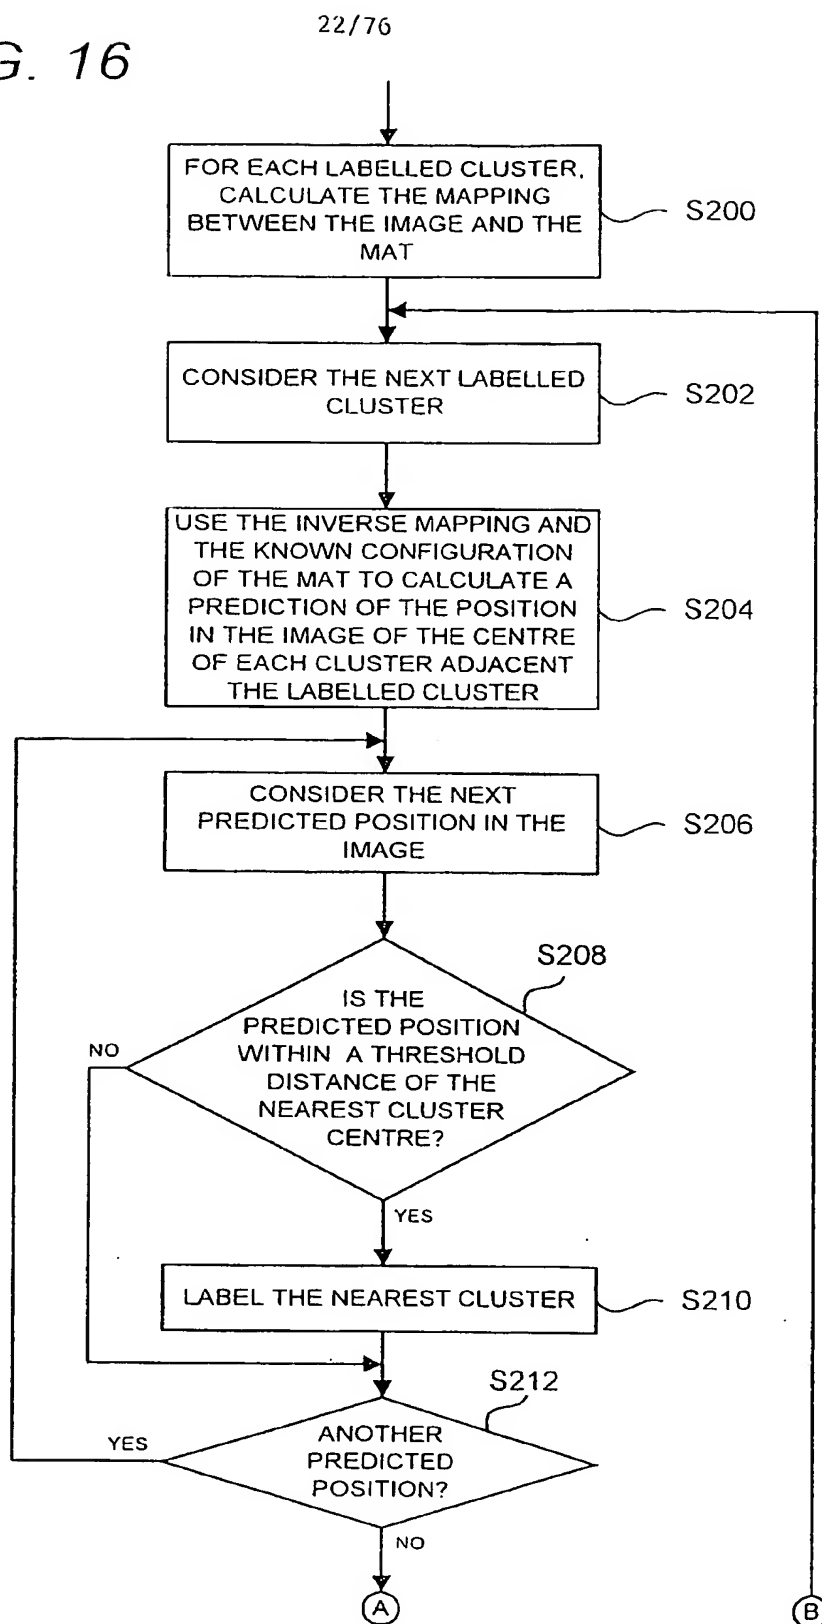 22/76
G. 16
FOR EACH LABELLED CLUSTER,
CALCULATE THE MAPPING
BETWEEN THE IMAGE AND THE
MAT
S200
CONSIDER THE NEXT LABELLED
CLUSTER
S202
USE THE INVERSE MAPPING AND
THE KNOWN CONFIGURATION
OF THE MAT TO CALCULATE A
PREDICTION OF THE POSITION
IN THE IMAGE OF THE CENTRE
OF EACH CLUSTER ADJACENT
THE LABELLED CLUSTER
S204
CONSIDER THE NEXT
PREDICTED POSITION IN THE
IMAGE
S206
S208
IS THE
PREDICTED POSITION
WITHIN A THRESHOLD
DISTANCE OF THE
NEAREST CLUSTER
CENTRE?
NO
YES
LABEL THE NEAREST CLUSTER
S210
S212
ANOTHER
PREDICTED
POSITION?
YES
NO
A
B